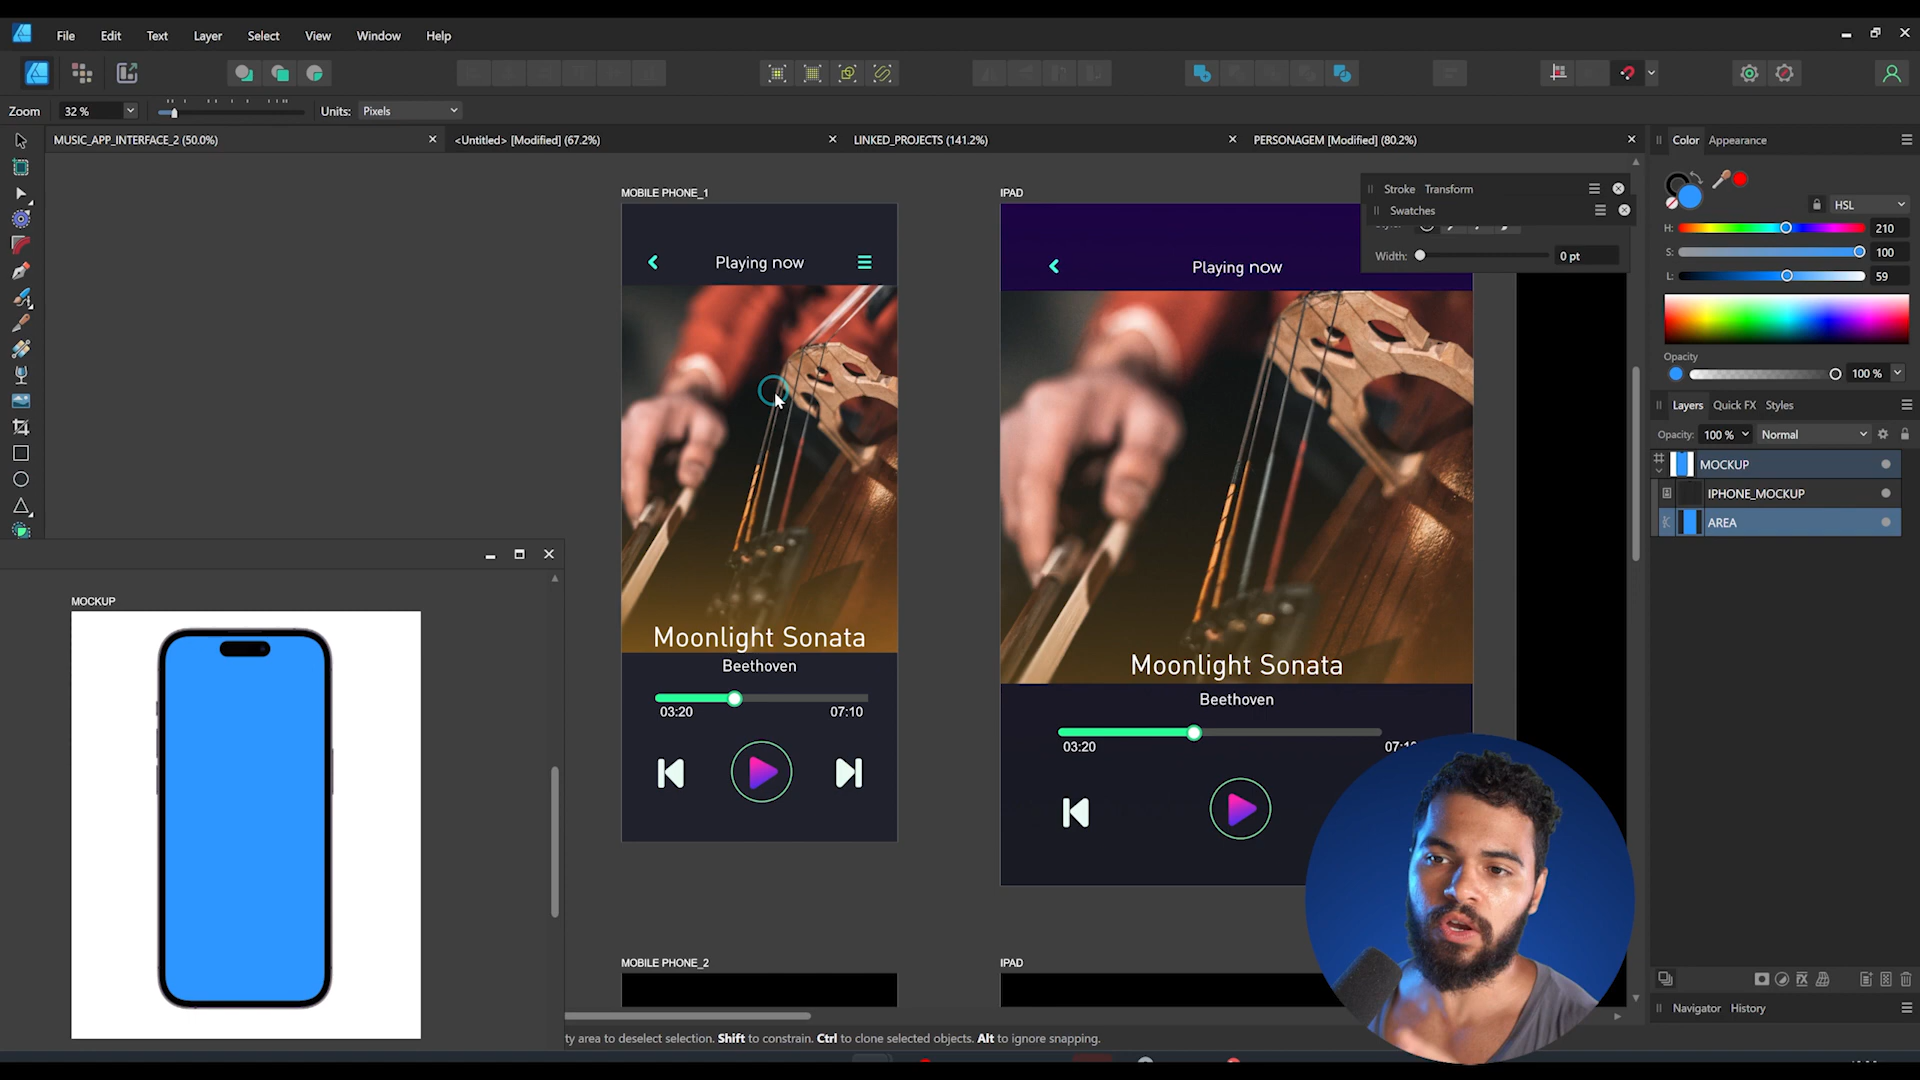 File Edit Text Layer Select View Window Help
Zoom 32 % Units: Pixels
MUSIC_APP_INTERFACE_2 (50.0%)
<Untitled> [Modified] (67.2%)
LINKED_PROJECTS (141.2%)
PERSONAGEM [Modified] (80.2%)
Color Appearance
HSL
H: 210
S: 100
L: 59
Opacity
100 %
Stroke Transform
Swatches
Width: 0 pt
Layers Quick FX Styles
Opacity: 100 % Normal
MOCKUP
IPHONE_MOCKUP
AREA
Navigator History
MOBILE PHONE_1
Playing now
Moonlight Sonata
Beethoven
03:20 07:10
IPAD
Playing now
Moonlight Sonata
Beethoven
03:20
MOCKUP
MOBILE PHONE_2
IPAD
ty area to deselect selection. Shift to constrain. Ctrl to clone selected objects. Alt to ignore snapping.